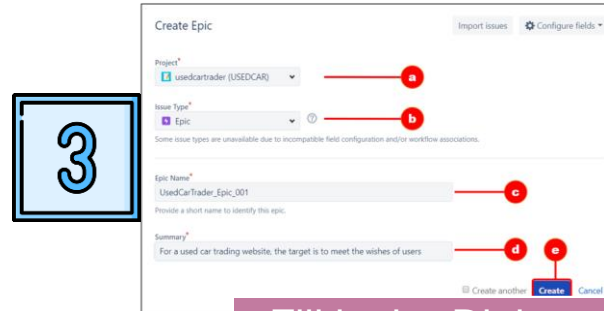 Create Epic
Import issues Configure fields
Project*
usedcartrader (USEDCAR)
a
Issue Type*
Epic
b
Some issue types are unavailable due to incompatible field configuration and/or workflow associations.
3
Epic Name*
UsedCarTrader_Epic_001
c
Provide a short name to identify this epic.
Summary*
For a used car trading website, the target is to meet the wishes of users
d
e
Create another Create Cancel